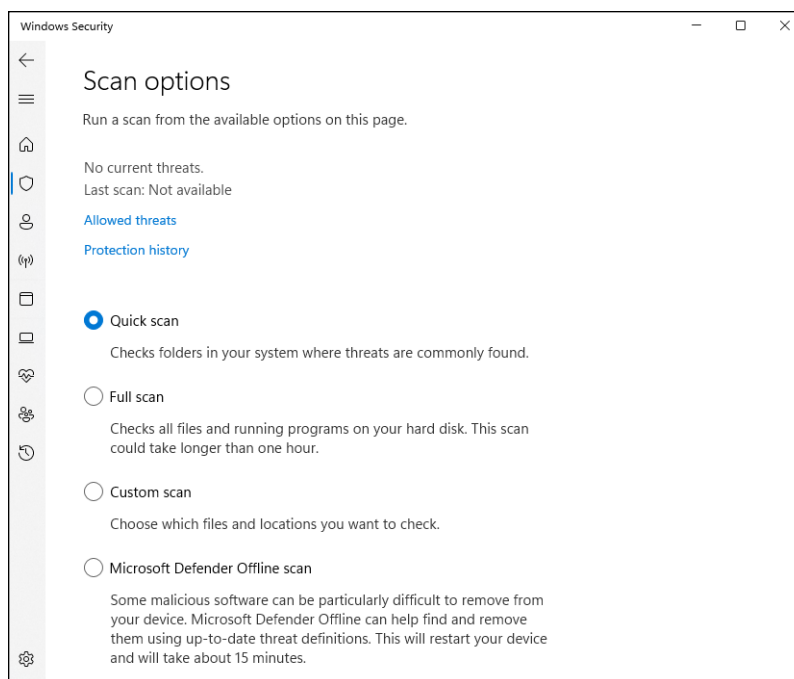 Windows Security
Scan options
Run a scan from the available options on this page.
No current threats.
Last scan: Not available
Allowed threats
Protection history
Quick scan
Checks folders in your system where threats are commonly found.
Full scan
Checks all files and running programs on your hard disk. This scan
could take longer than one hour.
Custom scan
Choose which files and locations you want to check.
Microsoft Defender Offline scan
Some malicious software can be particularly difficult to remove from
your device. Microsoft Defender Offline can help find and remove
them using up-to-date threat definitions. This will restart your device
and will take about 15 minutes.